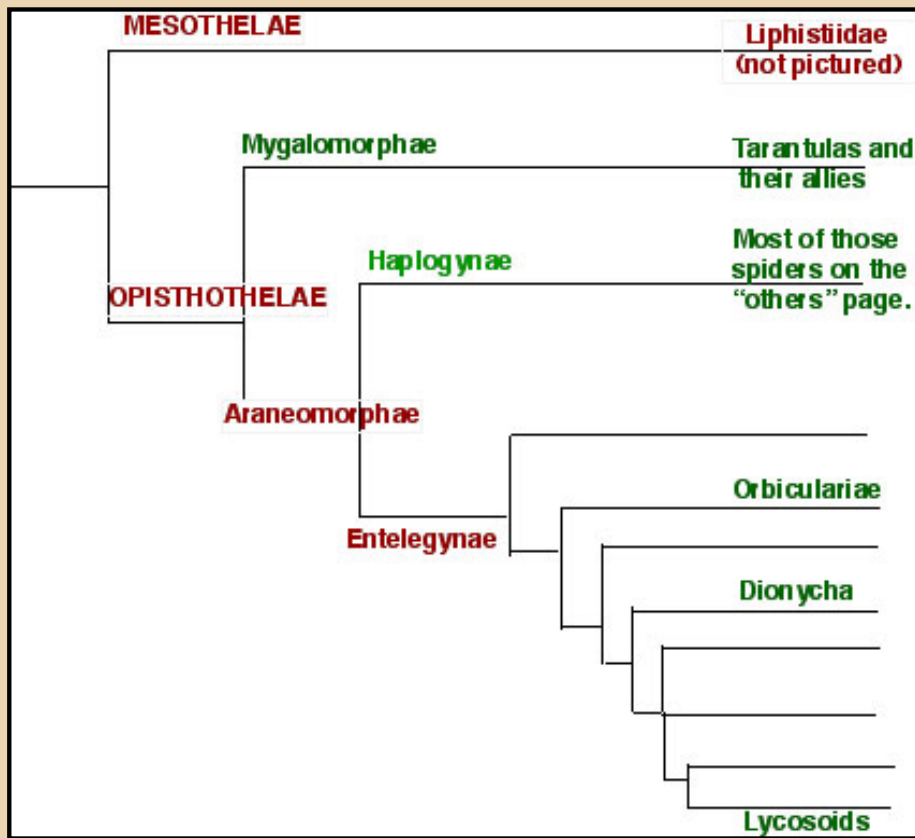 MESOTHELAE
Liphistiidae
(not pictured)
Mygalomorphae
Tarantulas and
their allies
Haplogynae
Most of those
spiders on the
“others” page.
OPISTHOTHELAE
Araneomorphae
Orbiculariae
Entelegynae
Dionycha
Lycosoids